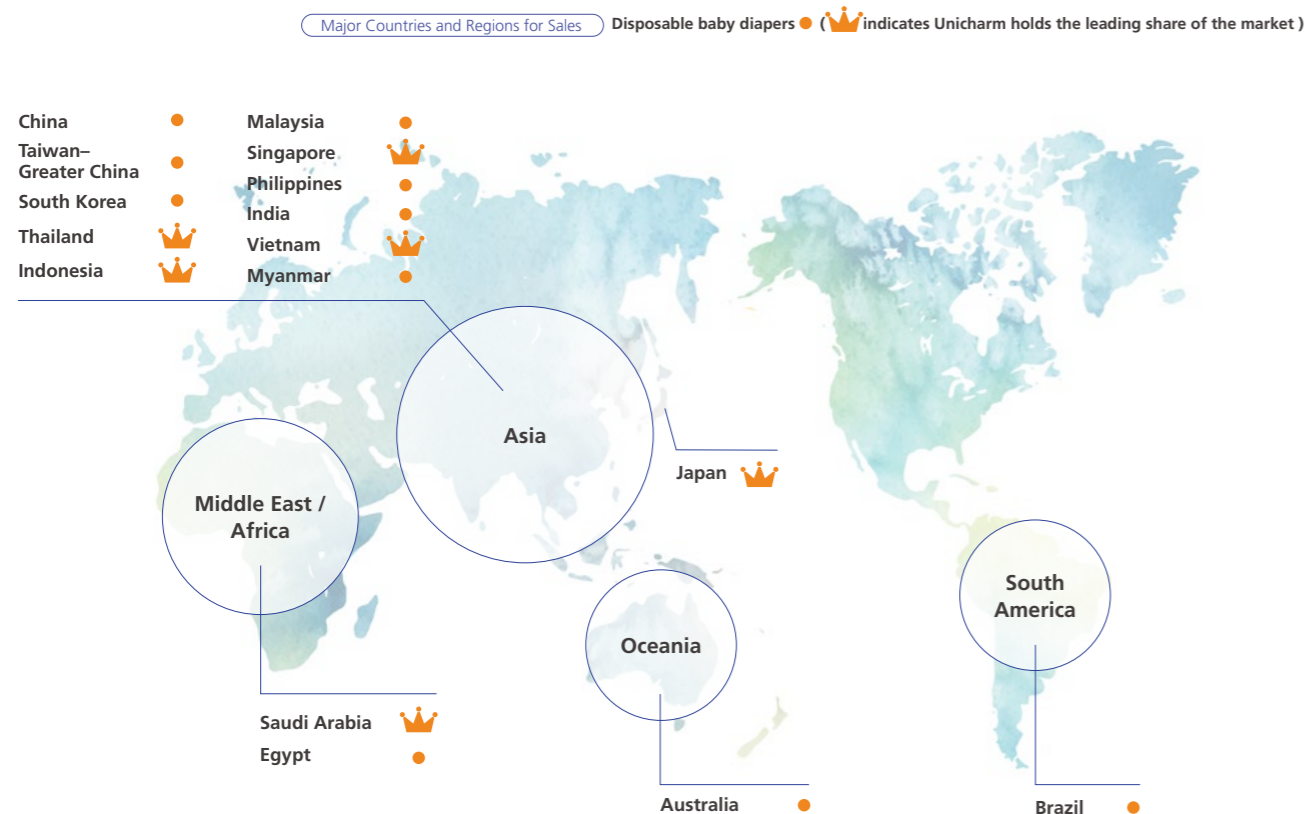 Major Countries and Regions for Sales
Disposable baby diapers ( indicates Unicharm holds the leading share of the market )
China
Taiwan–
Greater China
South Korea
Thailand
Indonesia
Malaysia
Singapore
Philippines
India
Vietnam
Myanmar
Asia
Japan
Middle East /
Africa
Saudi Arabia
Egypt
Oceania
Australia
South
America
Brazil